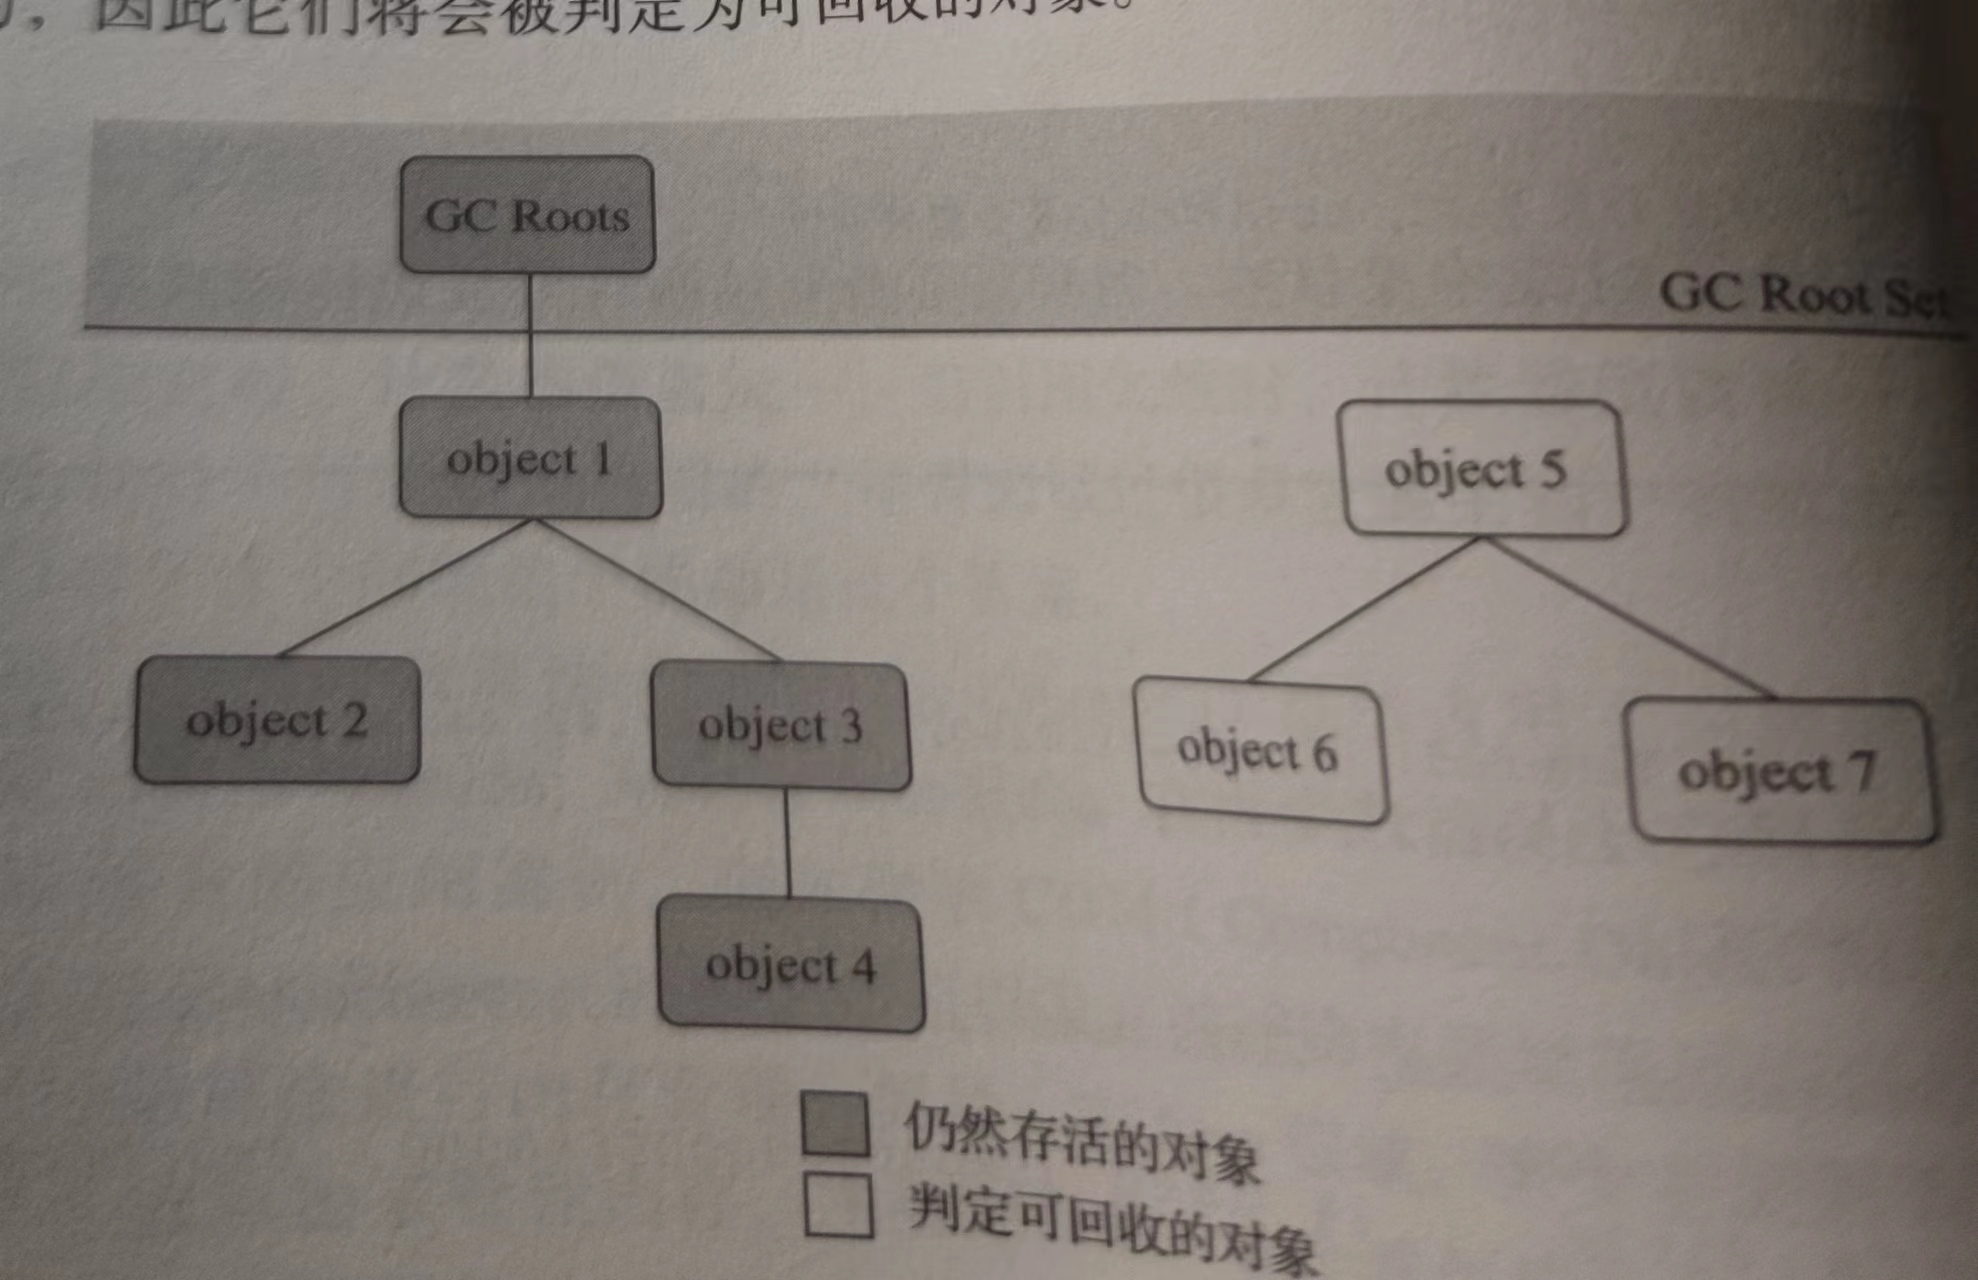 ，因此它们将会被判定为可回收的对象。
GC Roots
GC Root Set
object 1
object 5
object 2
object 3
object 6
object 7
object 4
仍然存活的对象
判定可回收的对象